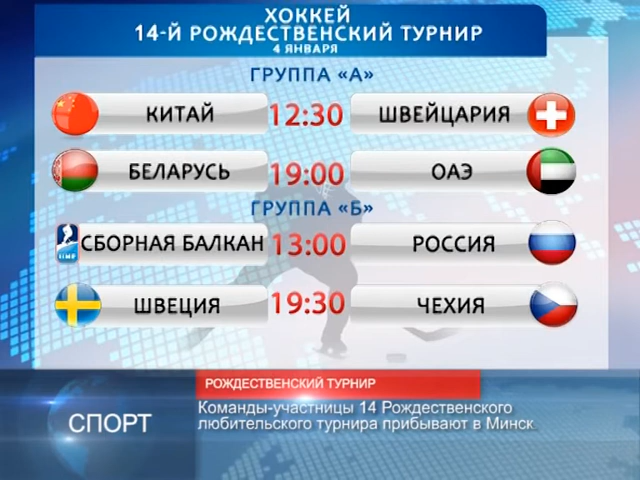 ХОККЕЙ
14-Й РОЖДЕСТВЕНСКИЙ ТУРНИР
4 ЯНВАРЯ
ГРУППА «А»
КИТАЙ 12:30 ШВЕЙЦАРИЯ
БЕЛАРУСЬ 19:00 ОАЭ
ГРУППА «Б»
СБОРНАЯ БАЛКАН 13:00 РОССИЯ
ШВЕЦИЯ 19:30 ЧЕХИЯ
РОЖДЕСТВЕНСКИЙ ТУРНИР
СПОРТ
Команды-участницы 14 Рождественского
любительского турнира прибывают в Минск